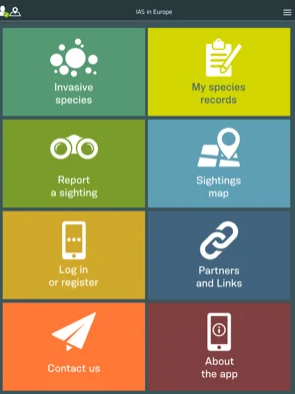 IAS in Europe
Invasive
species
My species
records
Report
a sighting
Sightings
map
Log in
or register
Partners
and Links
Contact us
About
the app